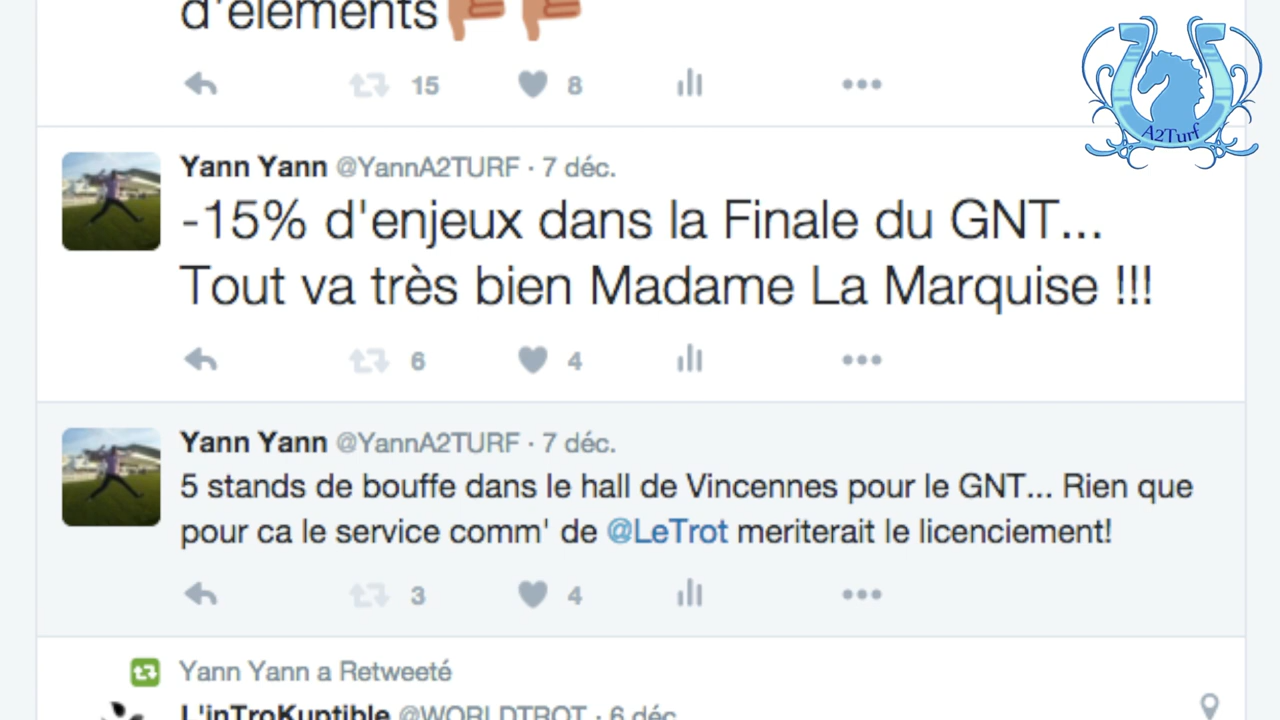 d'éléments
15 8
A2Turf
Yann Yann @YannA2TURF · 7 déc.
-15% d'enjeux dans la Finale du GNT...
Tout va très bien Madame La Marquise !!!
6 4
Yann Yann @YannA2TURF · 7 déc.
5 stands de bouffe dans le hall de Vincennes pour le GNT... Rien que
pour ca le service comm' de @LeTrot meriterait le licenciement!
3 4
Yann Yann a Retweeté
L'inTroKuptible @WORLDTROT · 6 déc.